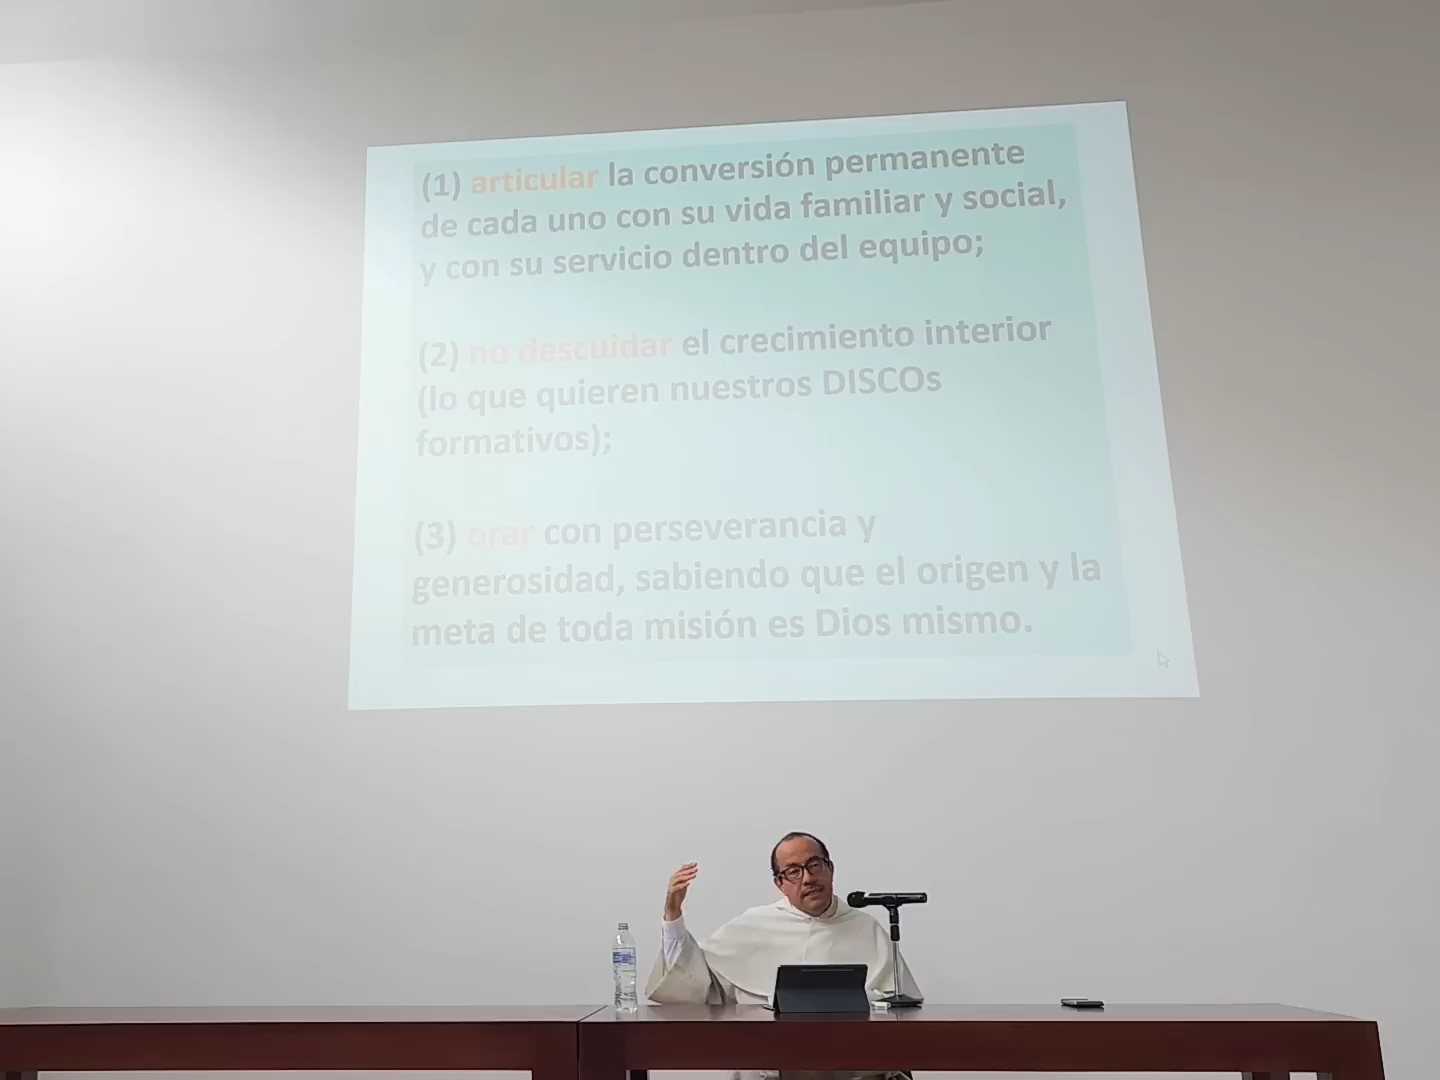 (1) articular la conversión permanente
de cada uno con su vida familiar y social,
y con su servicio dentro del equipo;
(2) no descuidar el crecimiento interior
(lo que quieren nuestros DISCOs
formativos);
(3) orar con perseverancia y
generosidad, sabiendo que el origen y la
meta de toda misión es Dios mismo.